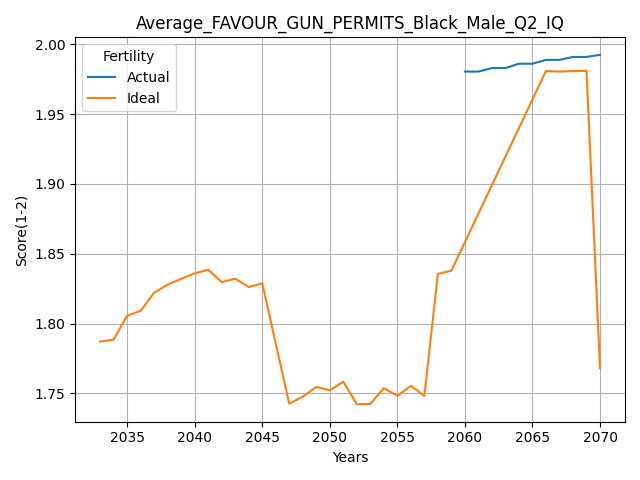 Average_FAVOUR_GUN_PERMITS_Black_Male_Q2_IQ
Fertility
Actual
Ideal
Score(1-2)
2.00
1.95
1.90
1.85
1.80
1.75
2035 2040 2045 2050 2055 2060 2065 2070
Years